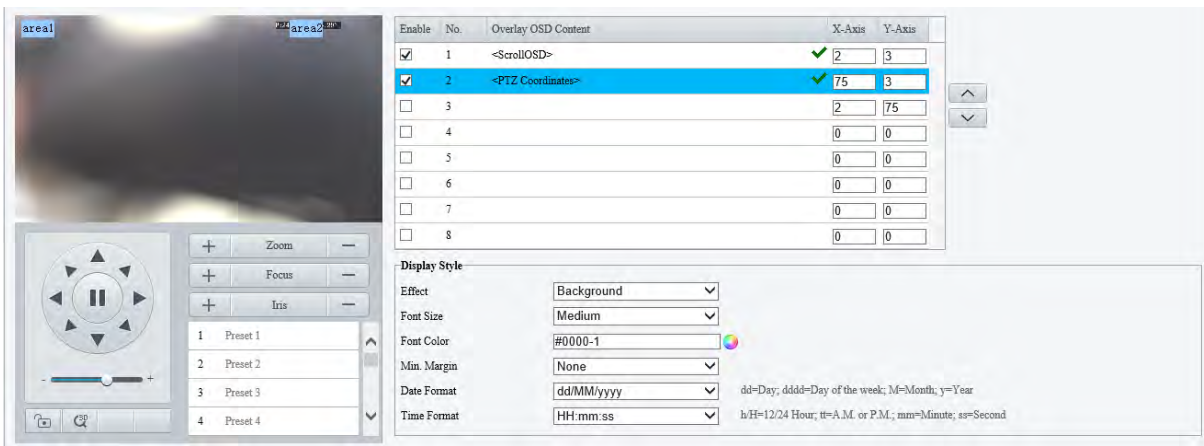 area1
area2
Enable No. Overlay OSD Content X-Axis Y-Axis
1 <ScrollOSD> 2 3
2 <PTZ Coordinates> 75 3
3 2 75
4 0 0
5 0 0
6 0 0
7 0 0
8 0 0
+ Zoom −
+ Focus −
+ Iris −
1 Preset 1
2 Preset 2
3 Preset 3
4 Preset 4
- +
3D
Display Style
Effect Background
Font Size Medium
Font Color #0000-1
Min. Margin None
Date Format dd/MM/yyyy dd=Day; dddd=Day of the week; M=Month; y=Year
Time Format HH:mm:ss h/H=12/24 Hour; tt=A.M. or P.M.; mm=Minute; ss=Second